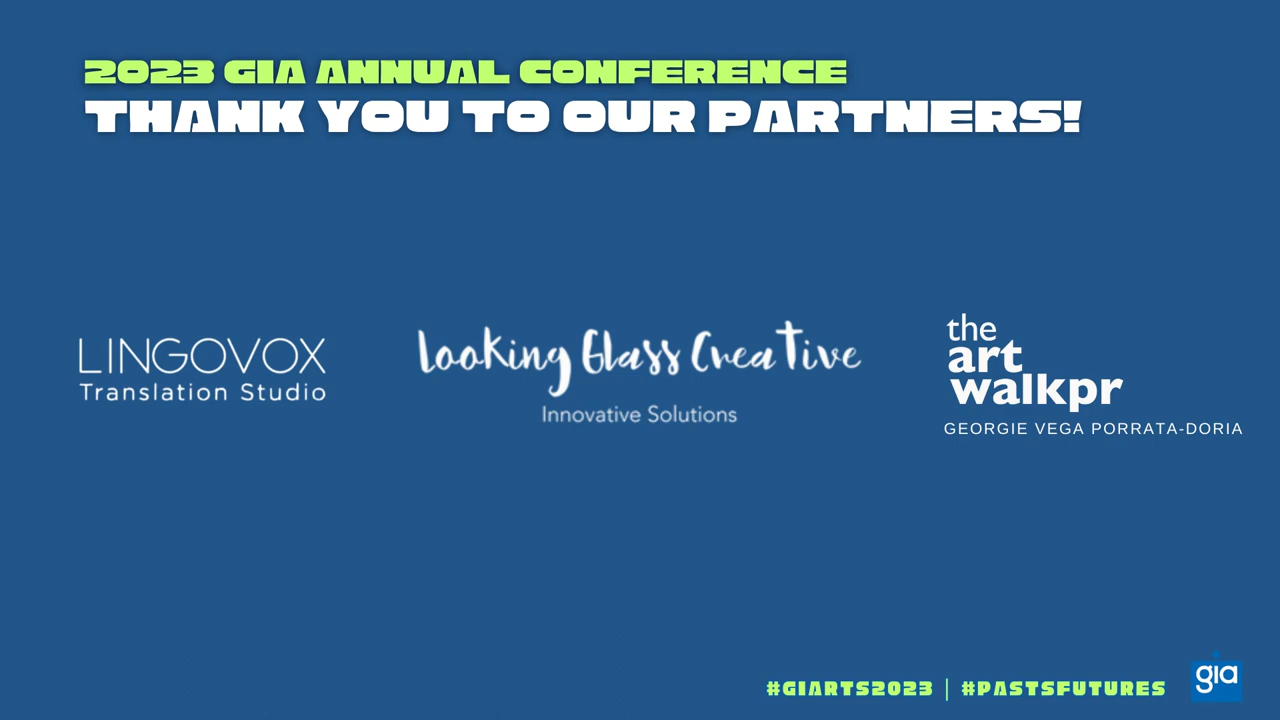 2023 GIA ANNUAL CONFERENCE
THANK YOU TO OUR PARTNERS!
LINGOVOX
Translation Studio
Looking Glass Creative
Innovative Solutions
the
art
walkpr
GEORGIE VEGA PORRATA-DORIA
#GIARTS2023 | #PASTSFUTURES
gia